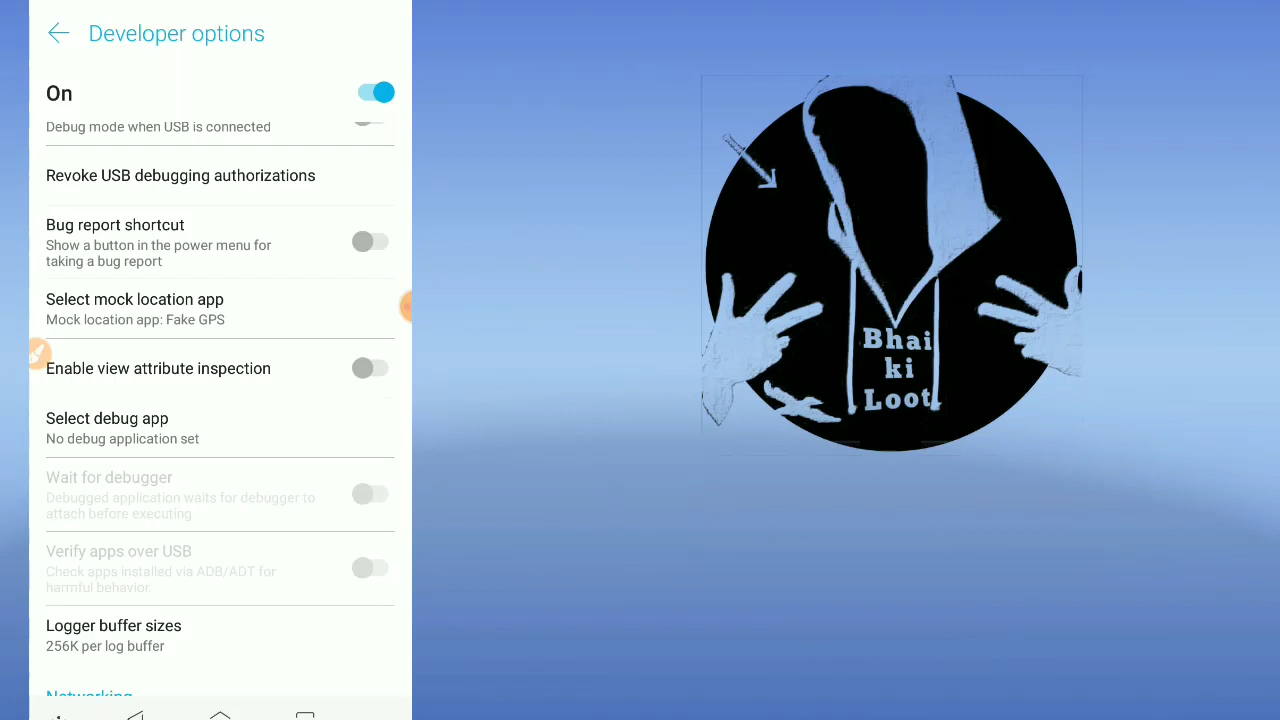 Developer options
On
Debug mode when USB is connected
Revoke USB debugging authorizations
Bug report shortcut
Show a button in the power menu for
taking a bug report
Select mock location app
Mock location app: Fake GPS
Enable view attribute inspection
Select debug app
No debug application set
Wait for debugger
Debugged application waits for debugger to
attach before executing
Verify apps over USB
Check apps installed via ADB/ADT for
harmful behavior.
Logger buffer sizes
256K per log buffer
Networking
Bhai
ki
Loot